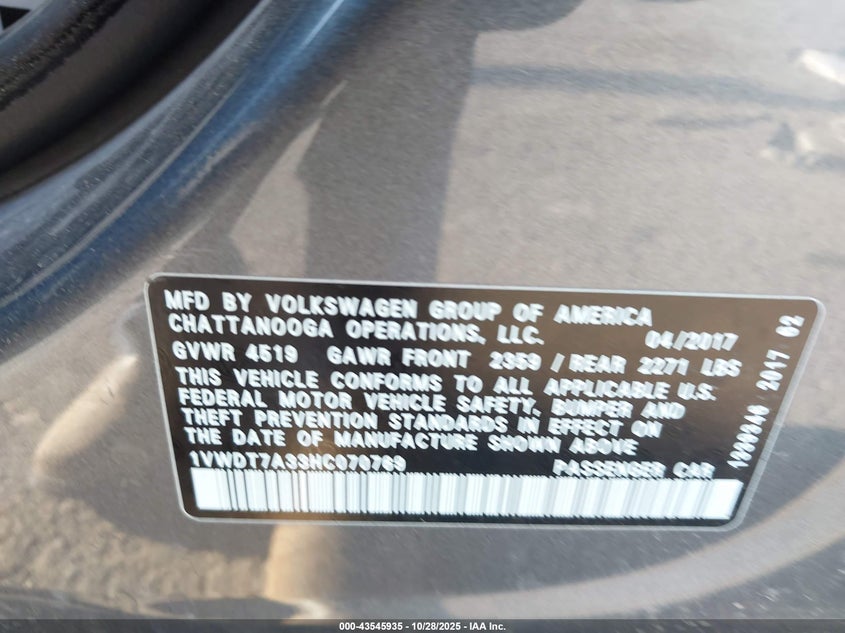 MFD BY VOLKSWAGEN GROUP OF AMERICA
CHATTANOOGA OPERATIONS, LLC. 04/2017
GVWR 4519 GAWR FRONT 2359 / REAR 2271 LBS
THIS VEHICLE CONFORMS TO ALL APPLICABLE U.S.
FEDERAL MOTOR VEHICLE SAFETY, BUMPER AND
THEFT PREVENTION STANDARDS IN EFFECT ON
THE DATE OF MANUFACTURE SHOWN ABOVE
1VWDT7A33HC070769 PASSENGER CAR
2017 02
000-43545935 - 10/28/2025 - IAA Inc.